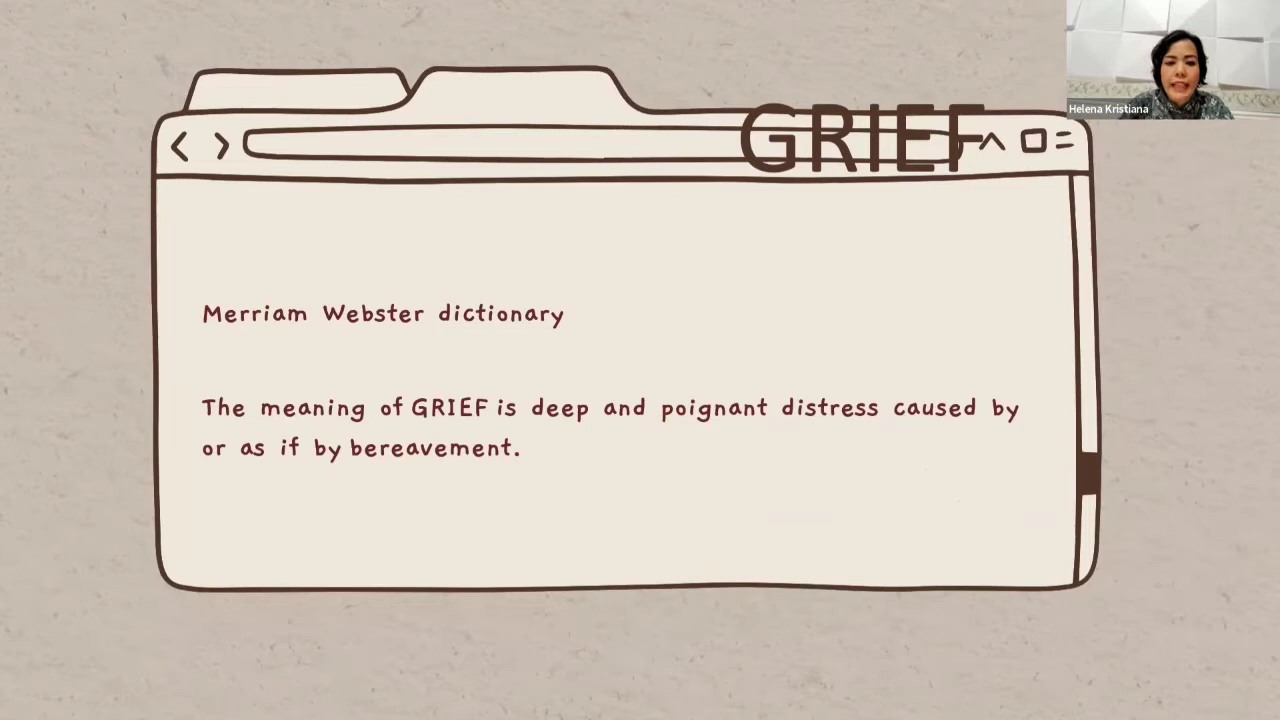 GRIEF
Helena Kristiana
Merriam Webster dictionary
The meaning of GRIEF is deep and poignant distress caused by
or as if by bereavement.